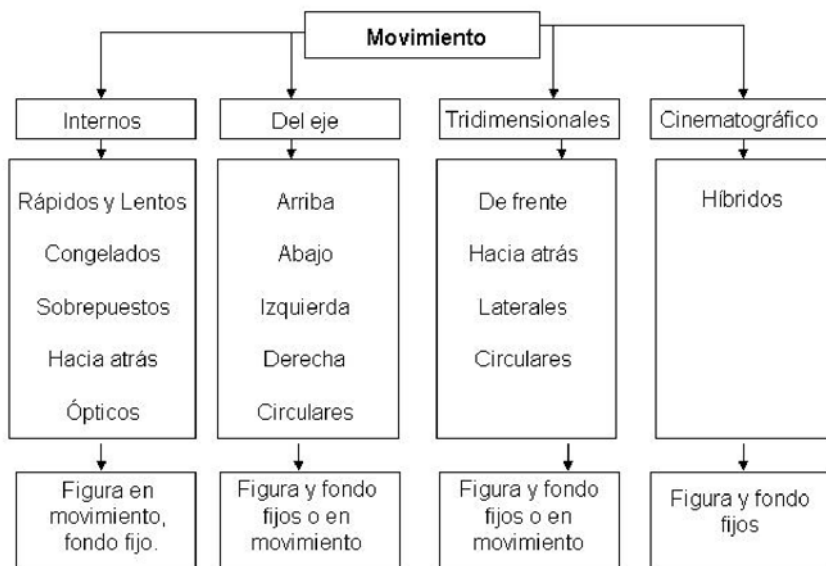 Movimiento
Internos
Del eje
Tridimensionales
Cinematográfico
Rápidos y Lentos
Congelados
Sobrepuestos
Hacia atrás
Ópticos
Arriba
Abajo
Izquierda
Derecha
Circulares
De frente
Hacia atrás
Laterales
Circulares
Híbridos
Figura en
movimiento,
fondo fijo.
Figura y fondo
fijos o en
movimiento
Figura y fondo
fijos o en
movimiento
Figura y fondo
fijos